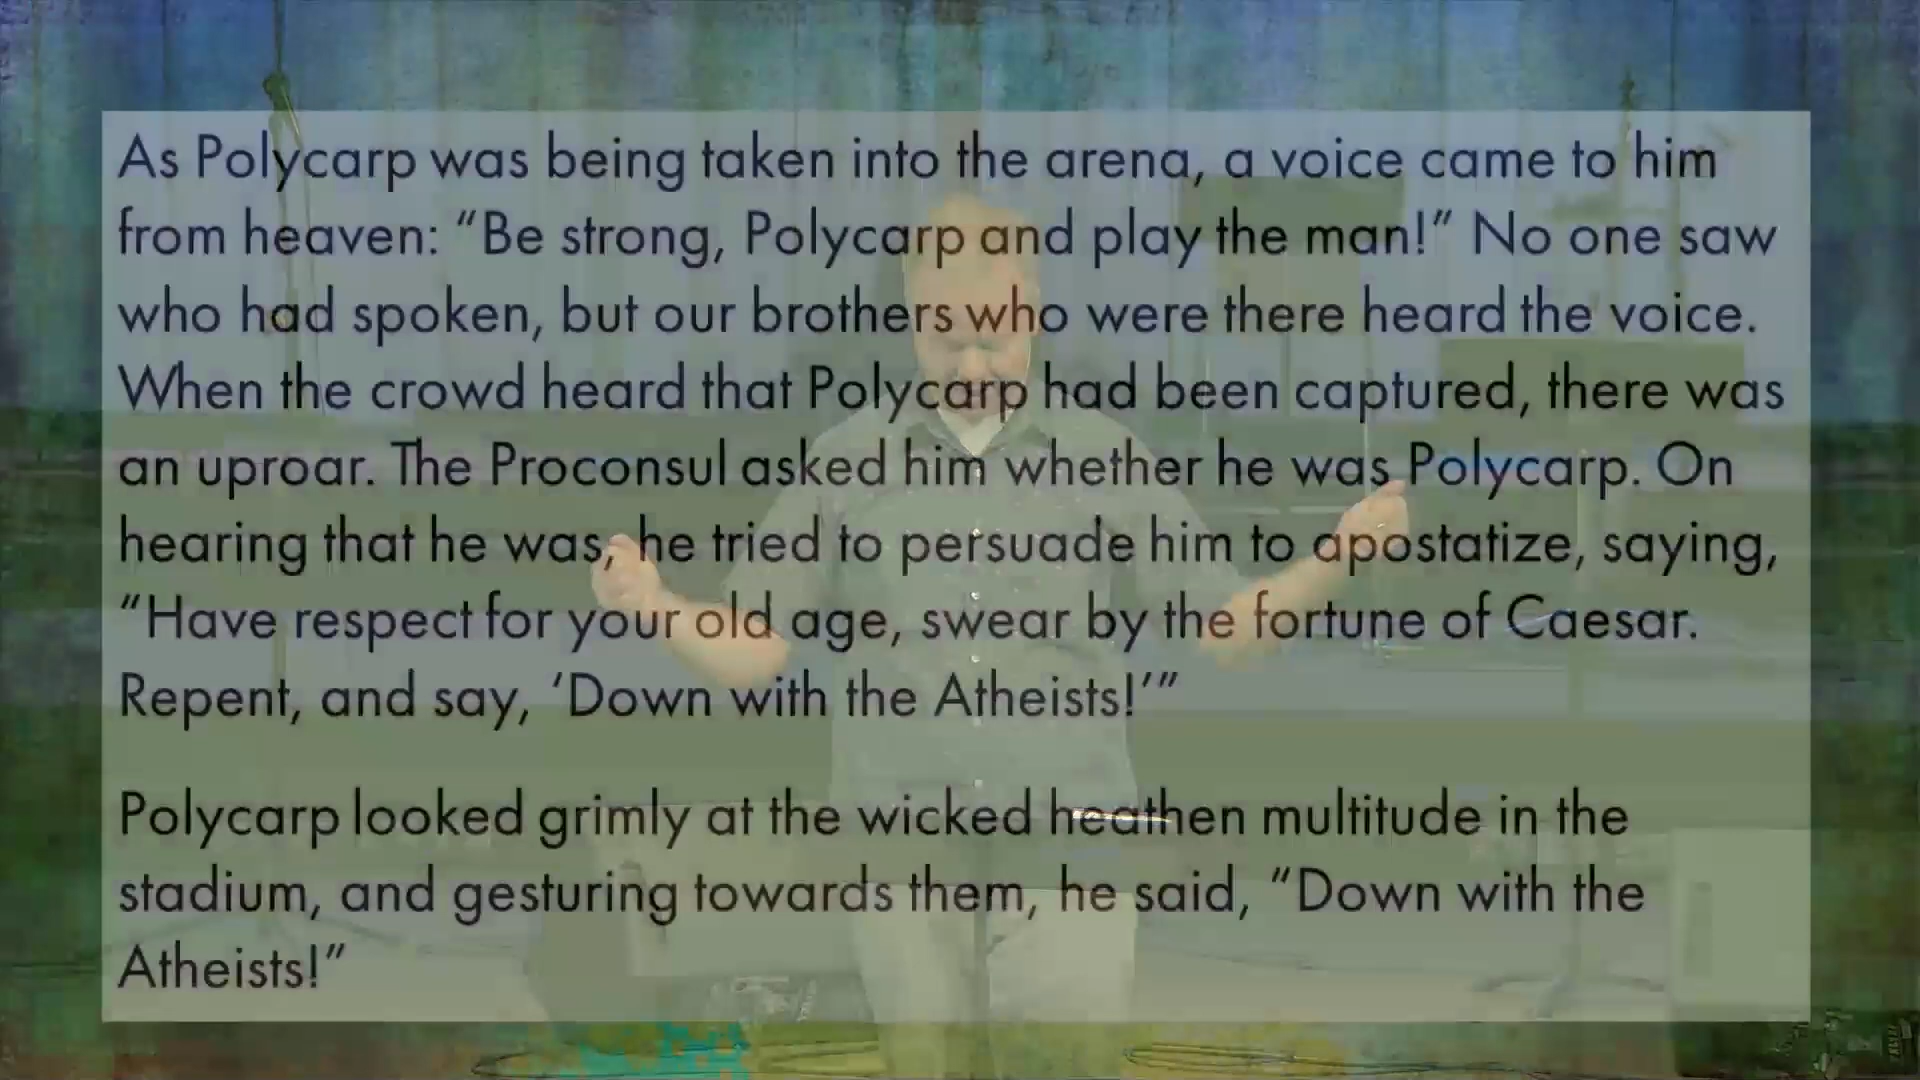 As Polycarp was being taken into the arena, a voice came to him
from heaven: “Be strong, Polycarp and play the man!” No one saw
who had spoken, but our brothers who were there heard the voice.
When the crowd heard that Polycarp had been captured, there was
an uproar. The Proconsul asked him whether he was Polycarp. On
hearing that he was, he tried to persuade him to apostatize, saying,
“Have respect for your old age, swear by the fortune of Caesar.
Repent, and say, ‘Down with the Atheists!’”
Polycarp looked grimly at the wicked heathen multitude in the
stadium, and gesturing towards them, he said, “Down with the
Atheists!”